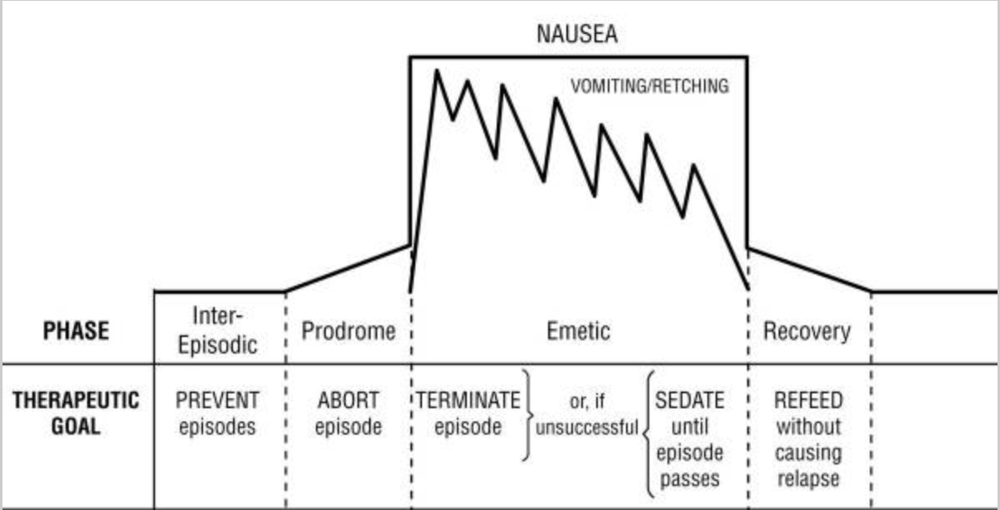 NAUSEA
VOMITING/RETCHING
PHASE
Inter-
Episodic
Prodrome
Emetic
Recovery
THERAPEUTIC
GOAL
PREVENT
episodes
ABORT
episode
TERMINATE
episode
or, if
unsuccessful
SEDATE
until
episode
passes
REFEED
without
causing
relapse